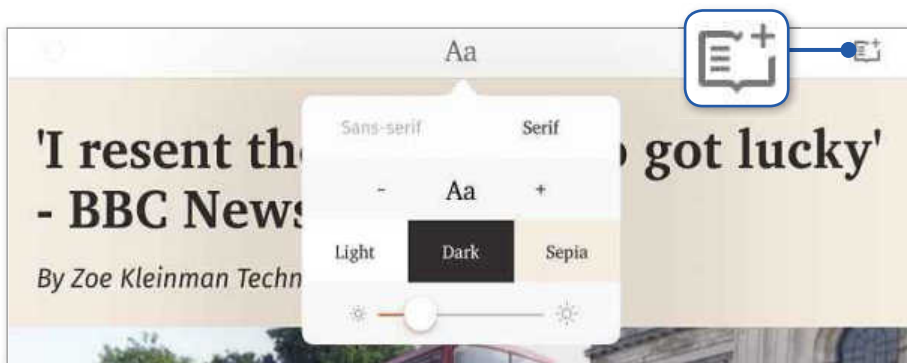 Aa
Sans-serif Serif
'I resent th got lucky'
- Aa +
- BBC News
Light Dark Sepia
By Zoe Kleinman Techn